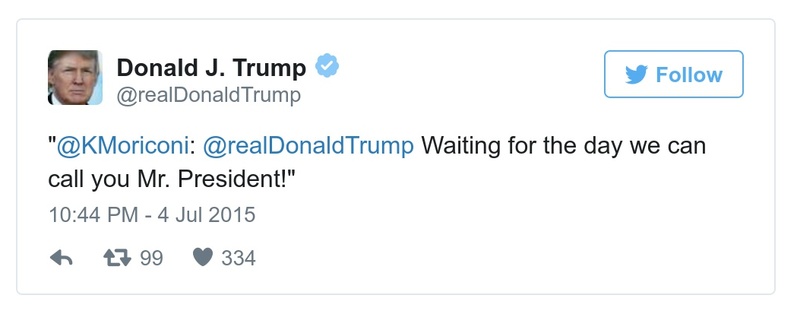 Donald J. Trump
@realDonaldTrump
Follow
"@KMoriconi: @realDonaldTrump Waiting for the day we can
call you Mr. President!"
10:44 PM - 4 Jul 2015
99 334